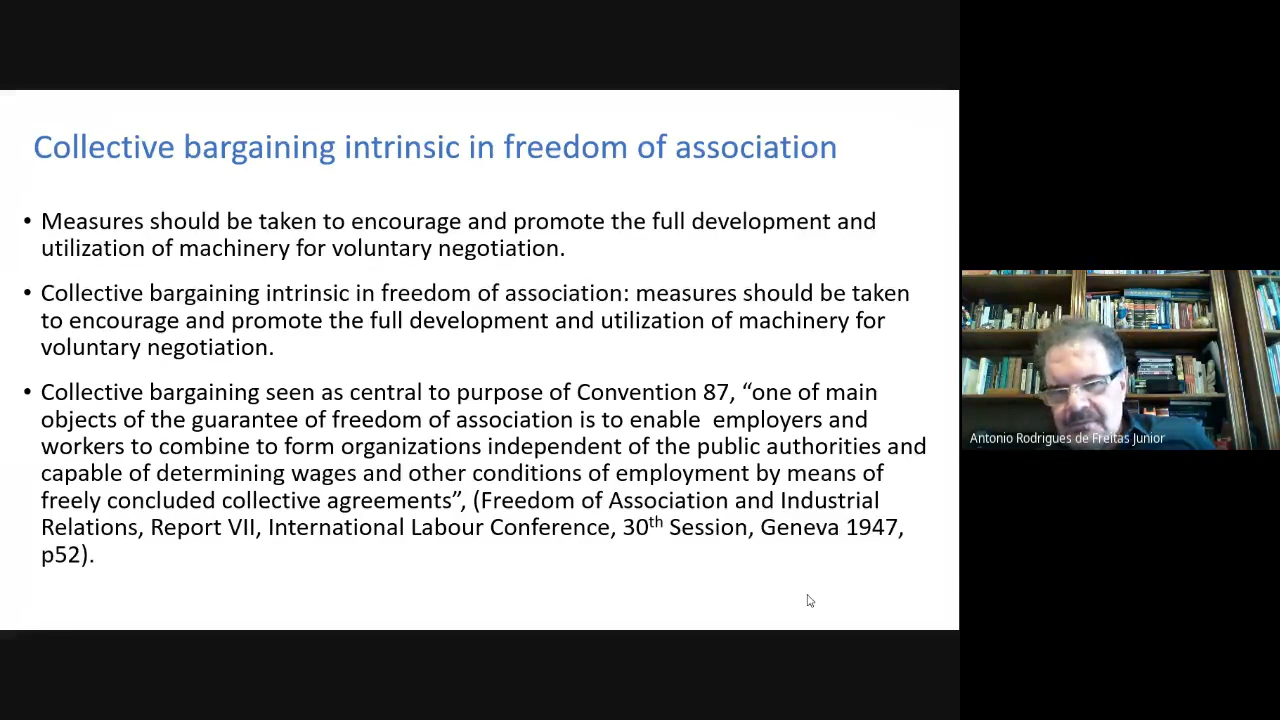 Collective bargaining intrinsic in freedom of association
• Measures should be taken to encourage and promote the full development and
utilization of machinery for voluntary negotiation.
• Collective bargaining intrinsic in freedom of association: measures should be taken
to encourage and promote the full development and utilization of machinery for
voluntary negotiation.
• Collective bargaining seen as central to purpose of Convention 87, “one of main
objects of the guarantee of freedom of association is to enable  employers and
workers to combine to form organizations independent of the public authorities and
capable of determining wages and other conditions of employment by means of
freely concluded collective agreements”, (Freedom of Association and Industrial
Relations, Report VII, International Labour Conference, 30th Session, Geneva 1947,
p52).
Antonio Rodrigues de Freitas Junior